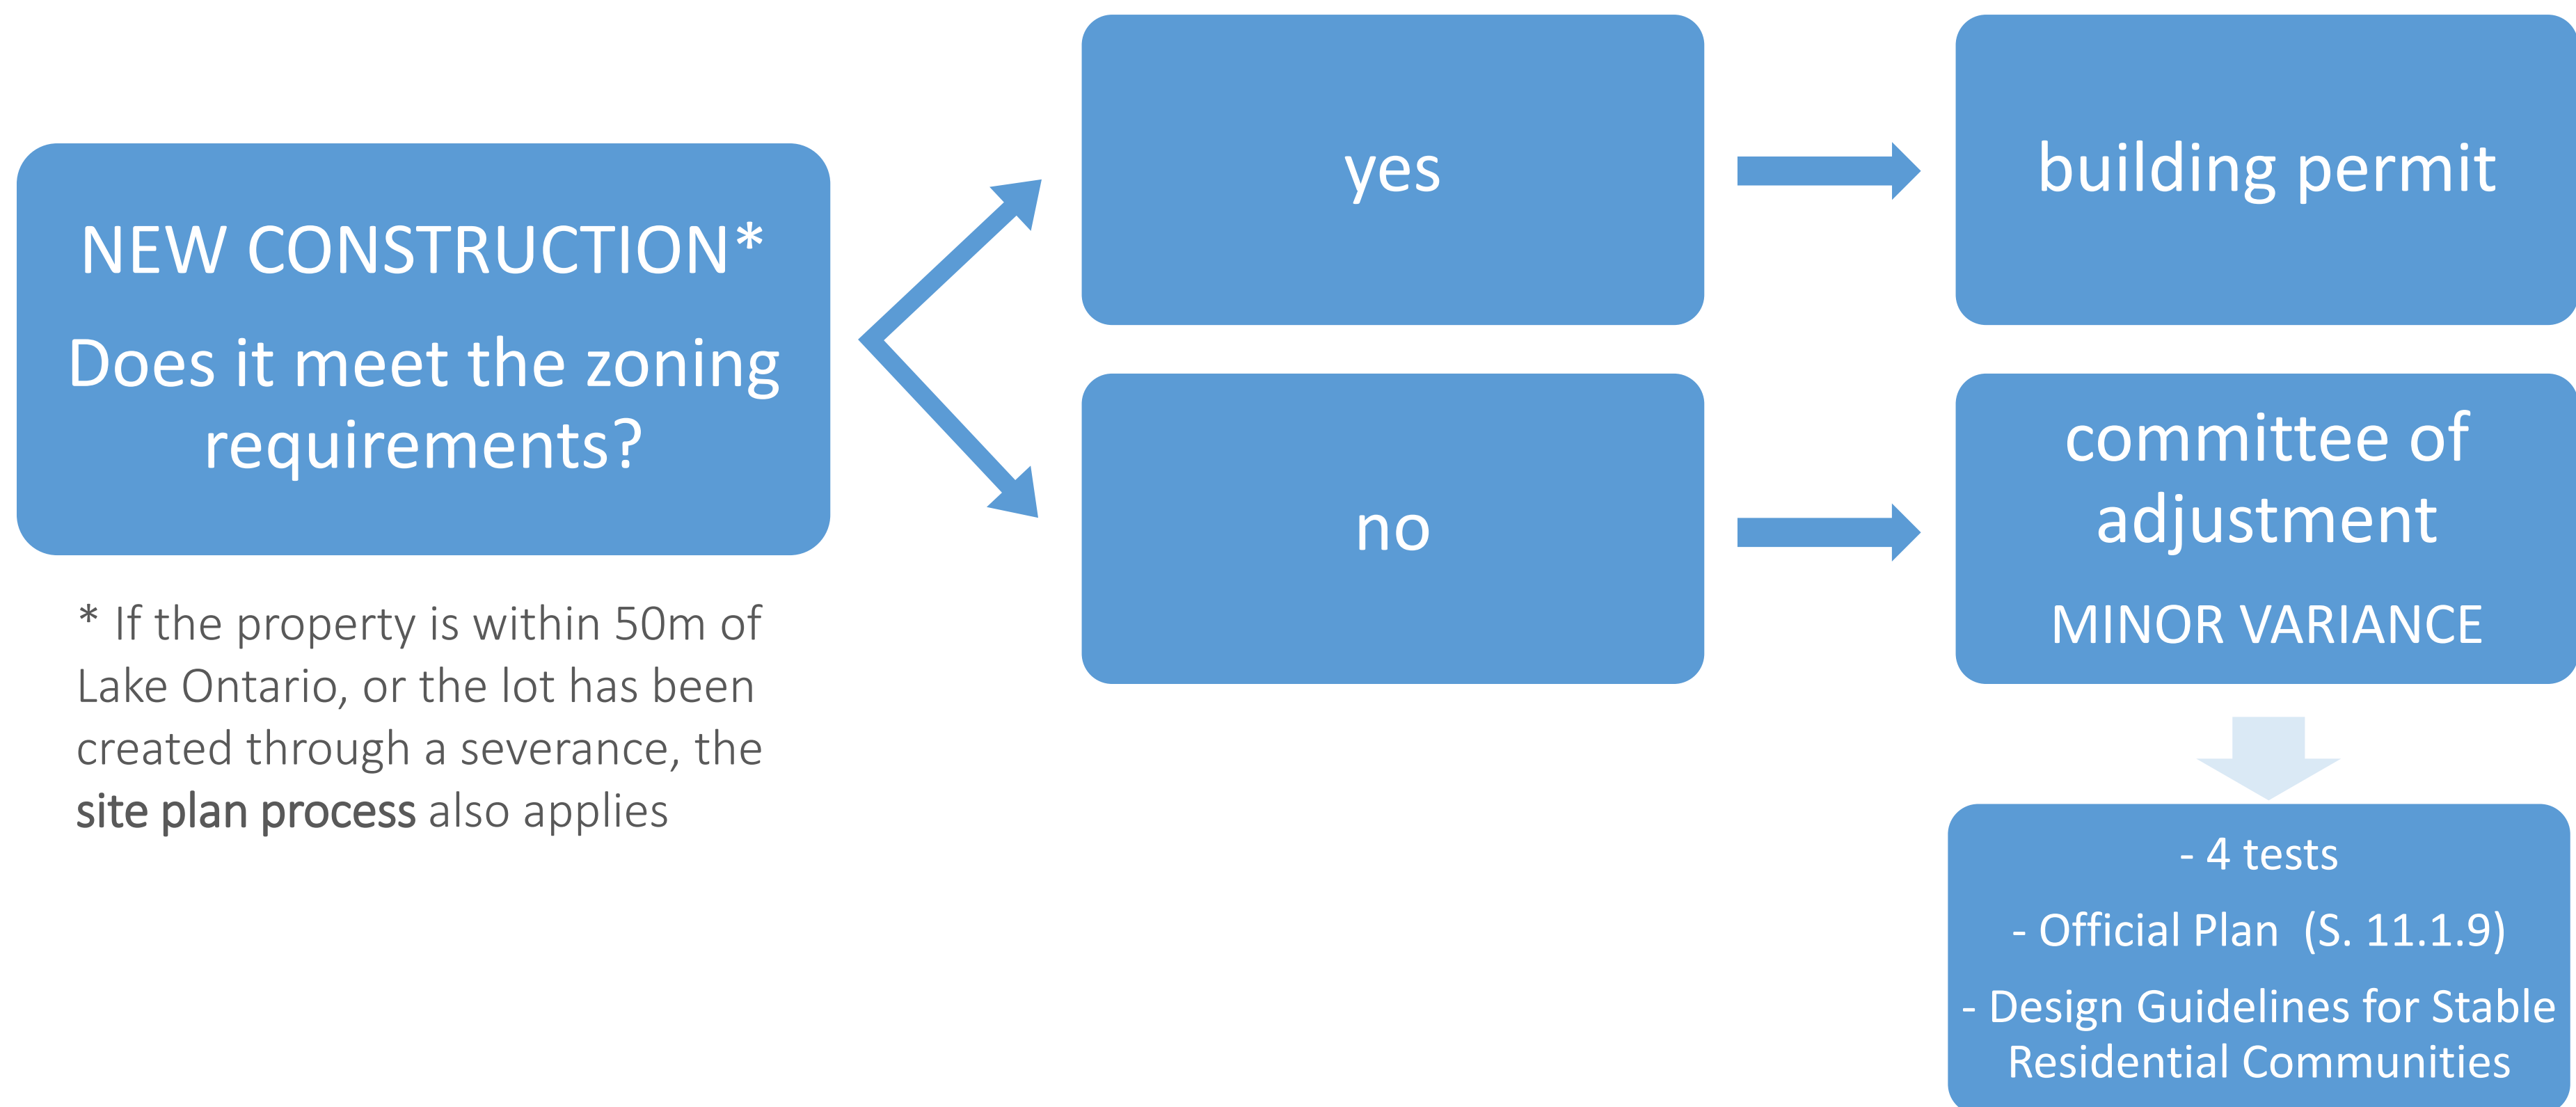 NEW CONSTRUCTION*
Does it meet the zoning
requirements?
* If the property is within 50m of
Lake Ontario, or the lot has been
created through a severance, the
site plan process also applies
yes
building permit
no
committee of
adjustment
MINOR VARIANCE
- 4 tests
- Official Plan  (S. 11.1.9)
- Design Guidelines for Stable
Residential Communities